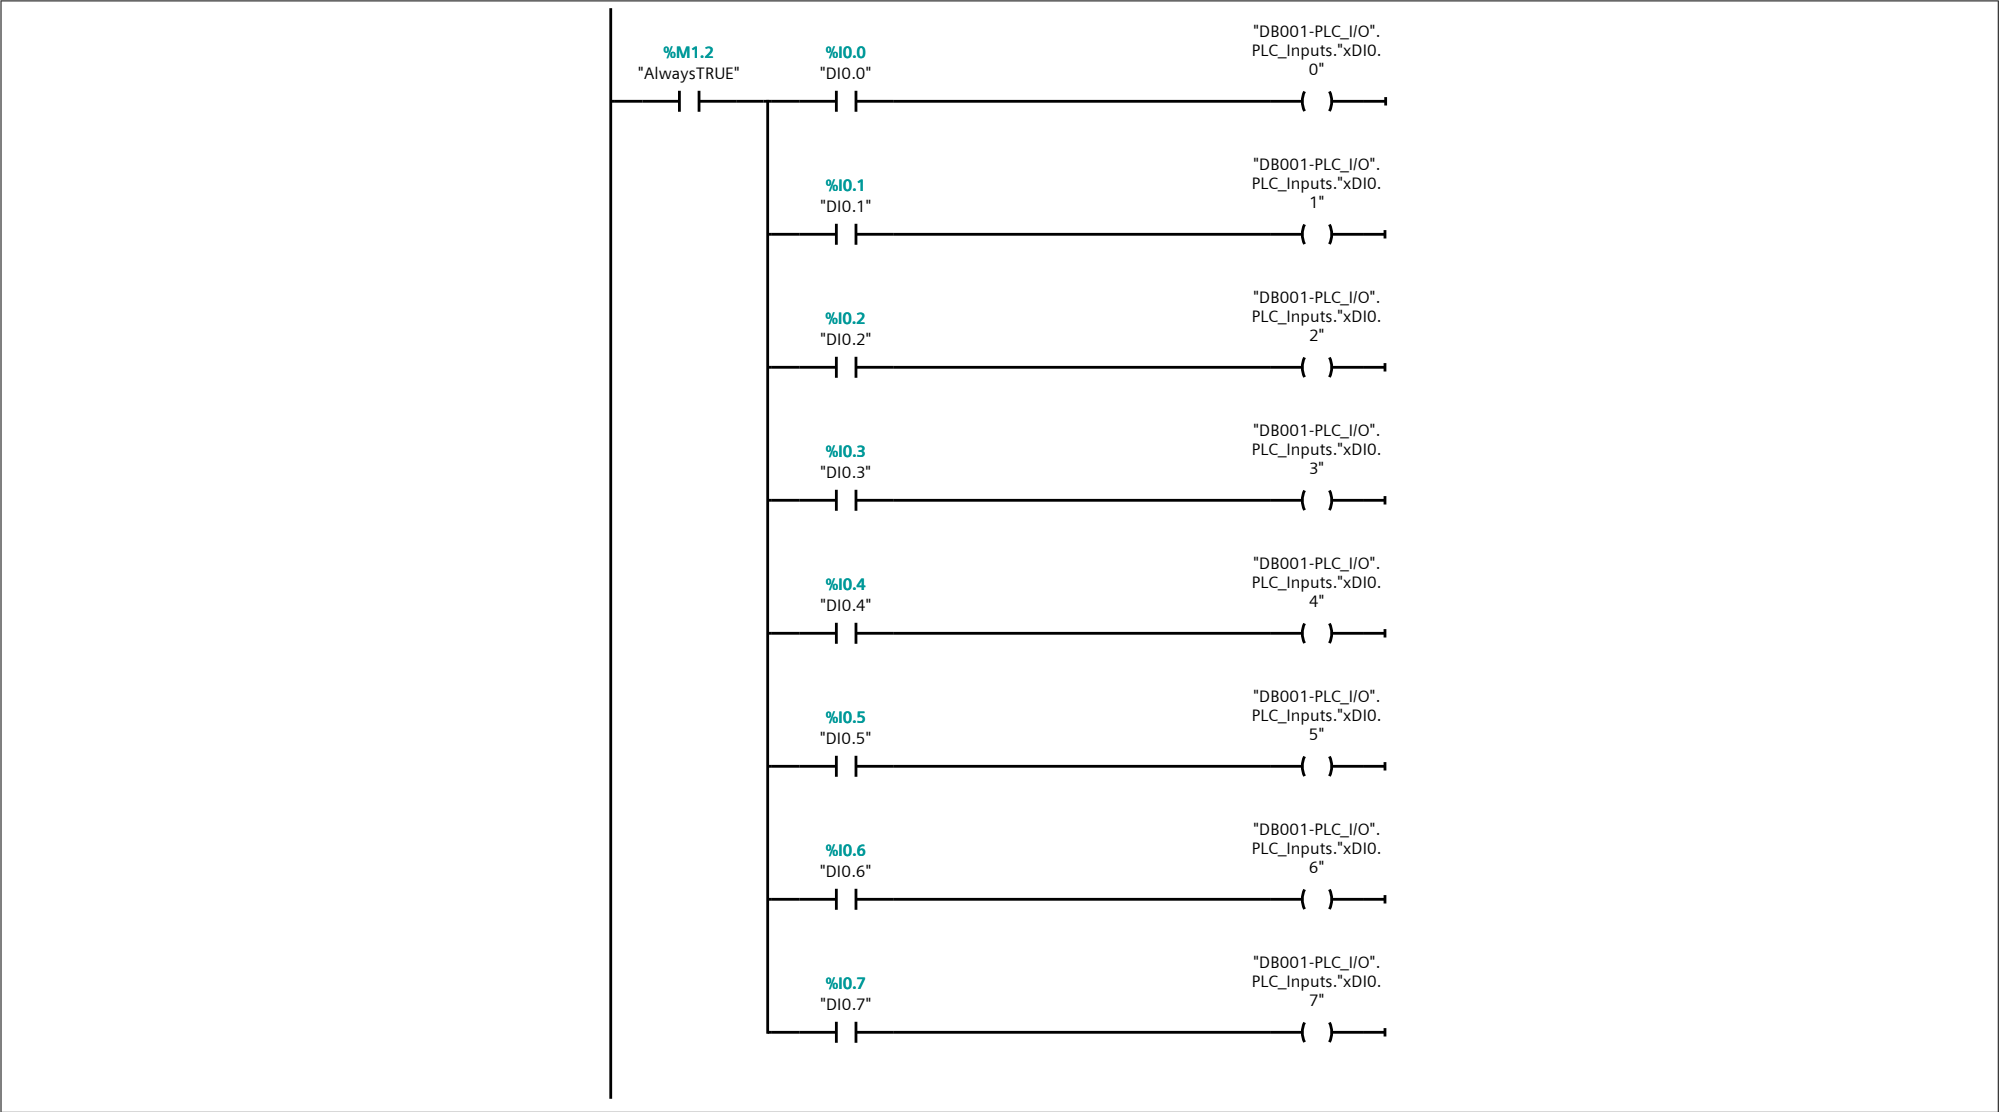 "DB001-PLC_I/O".
PLC_Inputs."xDI0.
0"
%M1.2
"AlwaysTRUE"
%I0.0
"DI0.0"
"DB001-PLC_I/O".
PLC_Inputs."xDI0.
1"
%I0.1
"DI0.1"
"DB001-PLC_I/O".
PLC_Inputs."xDI0.
2"
%I0.2
"DI0.2"
"DB001-PLC_I/O".
PLC_Inputs."xDI0.
3"
%I0.3
"DI0.3"
"DB001-PLC_I/O".
PLC_Inputs."xDI0.
4"
%I0.4
"DI0.4"
"DB001-PLC_I/O".
PLC_Inputs."xDI0.
5"
%I0.5
"DI0.5"
"DB001-PLC_I/O".
PLC_Inputs."xDI0.
6"
%I0.6
"DI0.6"
"DB001-PLC_I/O".
PLC_Inputs."xDI0.
7"
%I0.7
"DI0.7"